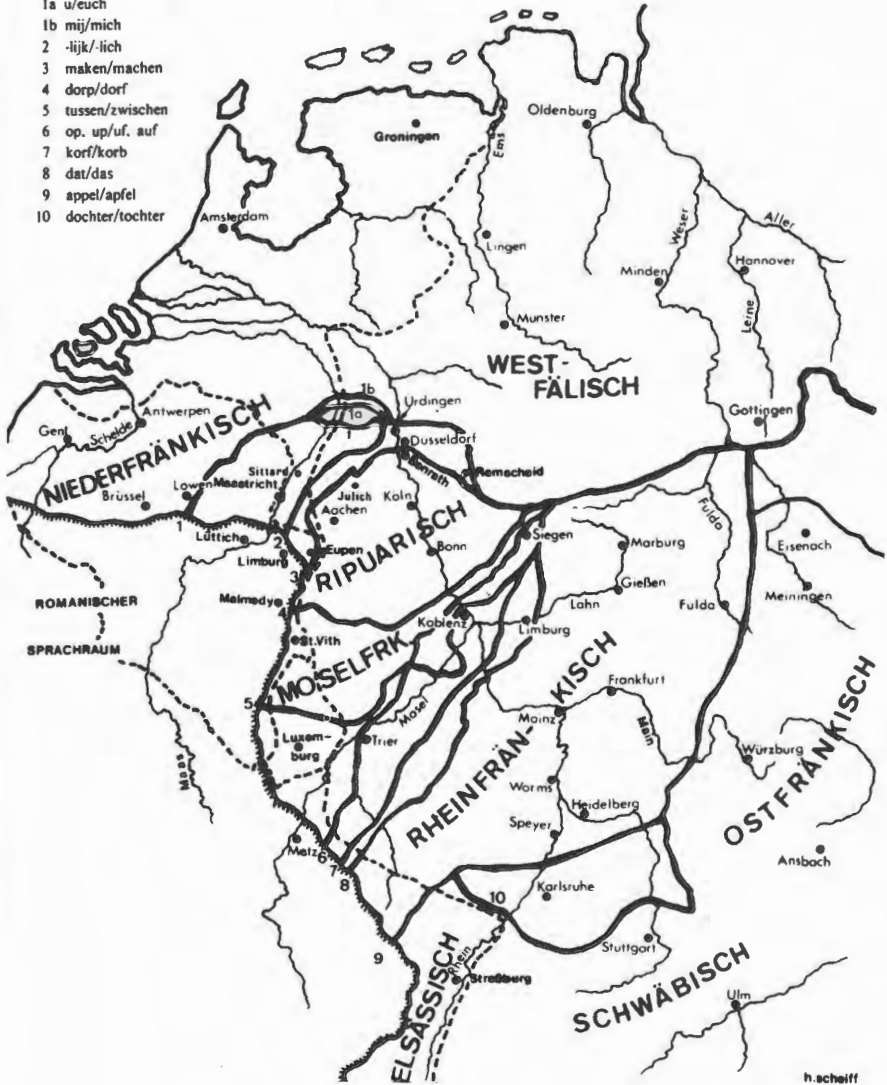 1a u/euch
1b mij/mich
2 -lijk/-lich
3 maken/machen
4 dorp/dorf
5 tussen/zwischen
6 op. up/uf. auf
7 korf/korb
8 dat/das
9 appel/apfel
10 dochter/tochter
Groningen
Oldenburg
Ems
Amsterdam
Lingen
Weser
Aller
Minden
Hannover
Leine
Munster
WEST-
FÄLISCH
1b
1a
Urdingen
Gottingen
Antwerpen
Gent
Schelde
NIEDERFRÄNKISCH
Dusseldorf
Benrath
Remscheid
Sittard
Lowen
Maastricht
Brüssel
Julich
Köln
Aachen
1
Lüttich
2
Limburg
Eupen
3
RIPUARISCH
Bonn
Siegen
Marburg
Fulda
Eisenach
Gießen
Meiningen
Lahn
Fulda
ROMANISCHER
SPRACHRAUM
Malmedy
St.Vith
Koblenz
Limburg
MOSELFRK.
Mosel
Frankfurt
Mainz
Main
5
Luxem-
burg
Trier
Maas
Würzburg
RHEINFRÄN-KISCH
OSTFRÄNKISCH
Worms
Heidelberg
Speyer
Ansbach
Metz
6
7
8
Karlsruhe
10
9
Stuttgart
ELSÄSSISCH
Rhein
Straßburg
SCHWÄBISCH
Ulm
h.scheiff